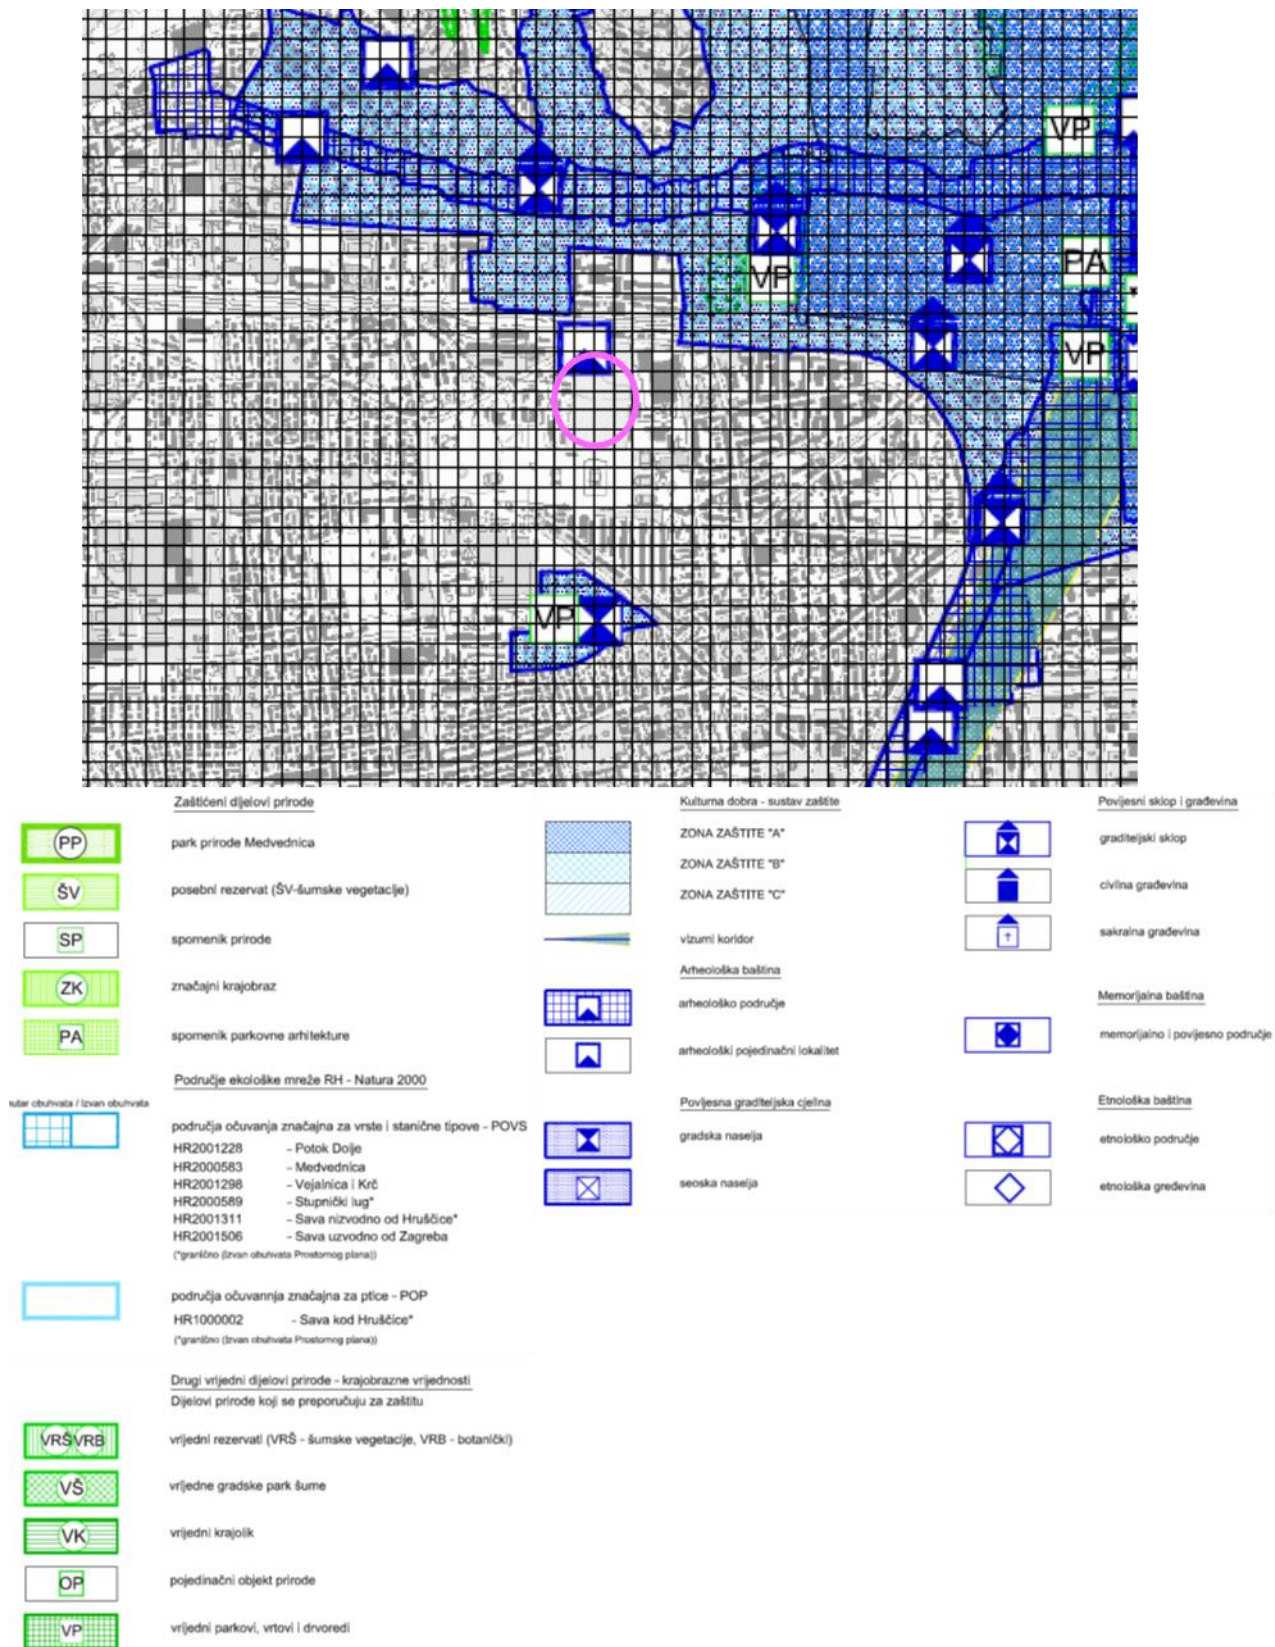 VP
PA
VP
VP
VP
Zaštićeni dijelovi prirode
PP park prirode Medvednica
ŠV posebni rezervat (ŠV-šumske vegetacije)
SP spomenik prirode
ZK značajni krajobraz
PA spomenik parkovne arhitekture
Područje ekološke mreže RH - Natura 2000
utar obuhvata / izvan obuhvata
područja očuvanja značajna za vrste i stanične tipove - POVS
HR2001228 - Potok Dolje
HR2000583 - Medvednica
HR2001298 - Vejalnica i Krč
HR2000589 - Stupnički lug*
HR2001311 - Sava nizvodno od Hruščice*
HR2001506 - Sava uzvodno od Zagreba
(*granično (izvan obuhvata Prostornog plana))
područja očuvannja značajna za ptice - POP
HR1000002 - Sava kod Hruščice*
(*granično (izvan obuhvata Prostornog plana))
Drugi vrijedni dijelovi prirode - krajobrazne vrijednosti
Dijelovi prirode koji se preporučuju za zaštitu
VRŠ VRB vrijedni rezervati (VRŠ - šumske vegetacije, VRB - botanički)
VŠ vrijedne gradske park šume
VK vrijedni krajolik
OP pojedinačni objekt prirode
VP vrijedni parkovi, vrtovi i drvoredi
Kulturna dobra - sustav zaštite
ZONA ZAŠTITE "A"
ZONA ZAŠTITE "B"
ZONA ZAŠTITE "C"
vizurni koridor
Arheološka baština
arheološko područje
arheološki pojedinačni lokalitet
Povijesna graditeljska cjelina
gradska naselja
seoska naselja
Povijesni sklop i građevina
graditeljski sklop
civilna građevina
sakralna građevina
Memorijalna baština
memorijalno i povijesno područje
Etnološka baština
etnološko područje
etnološka građevina